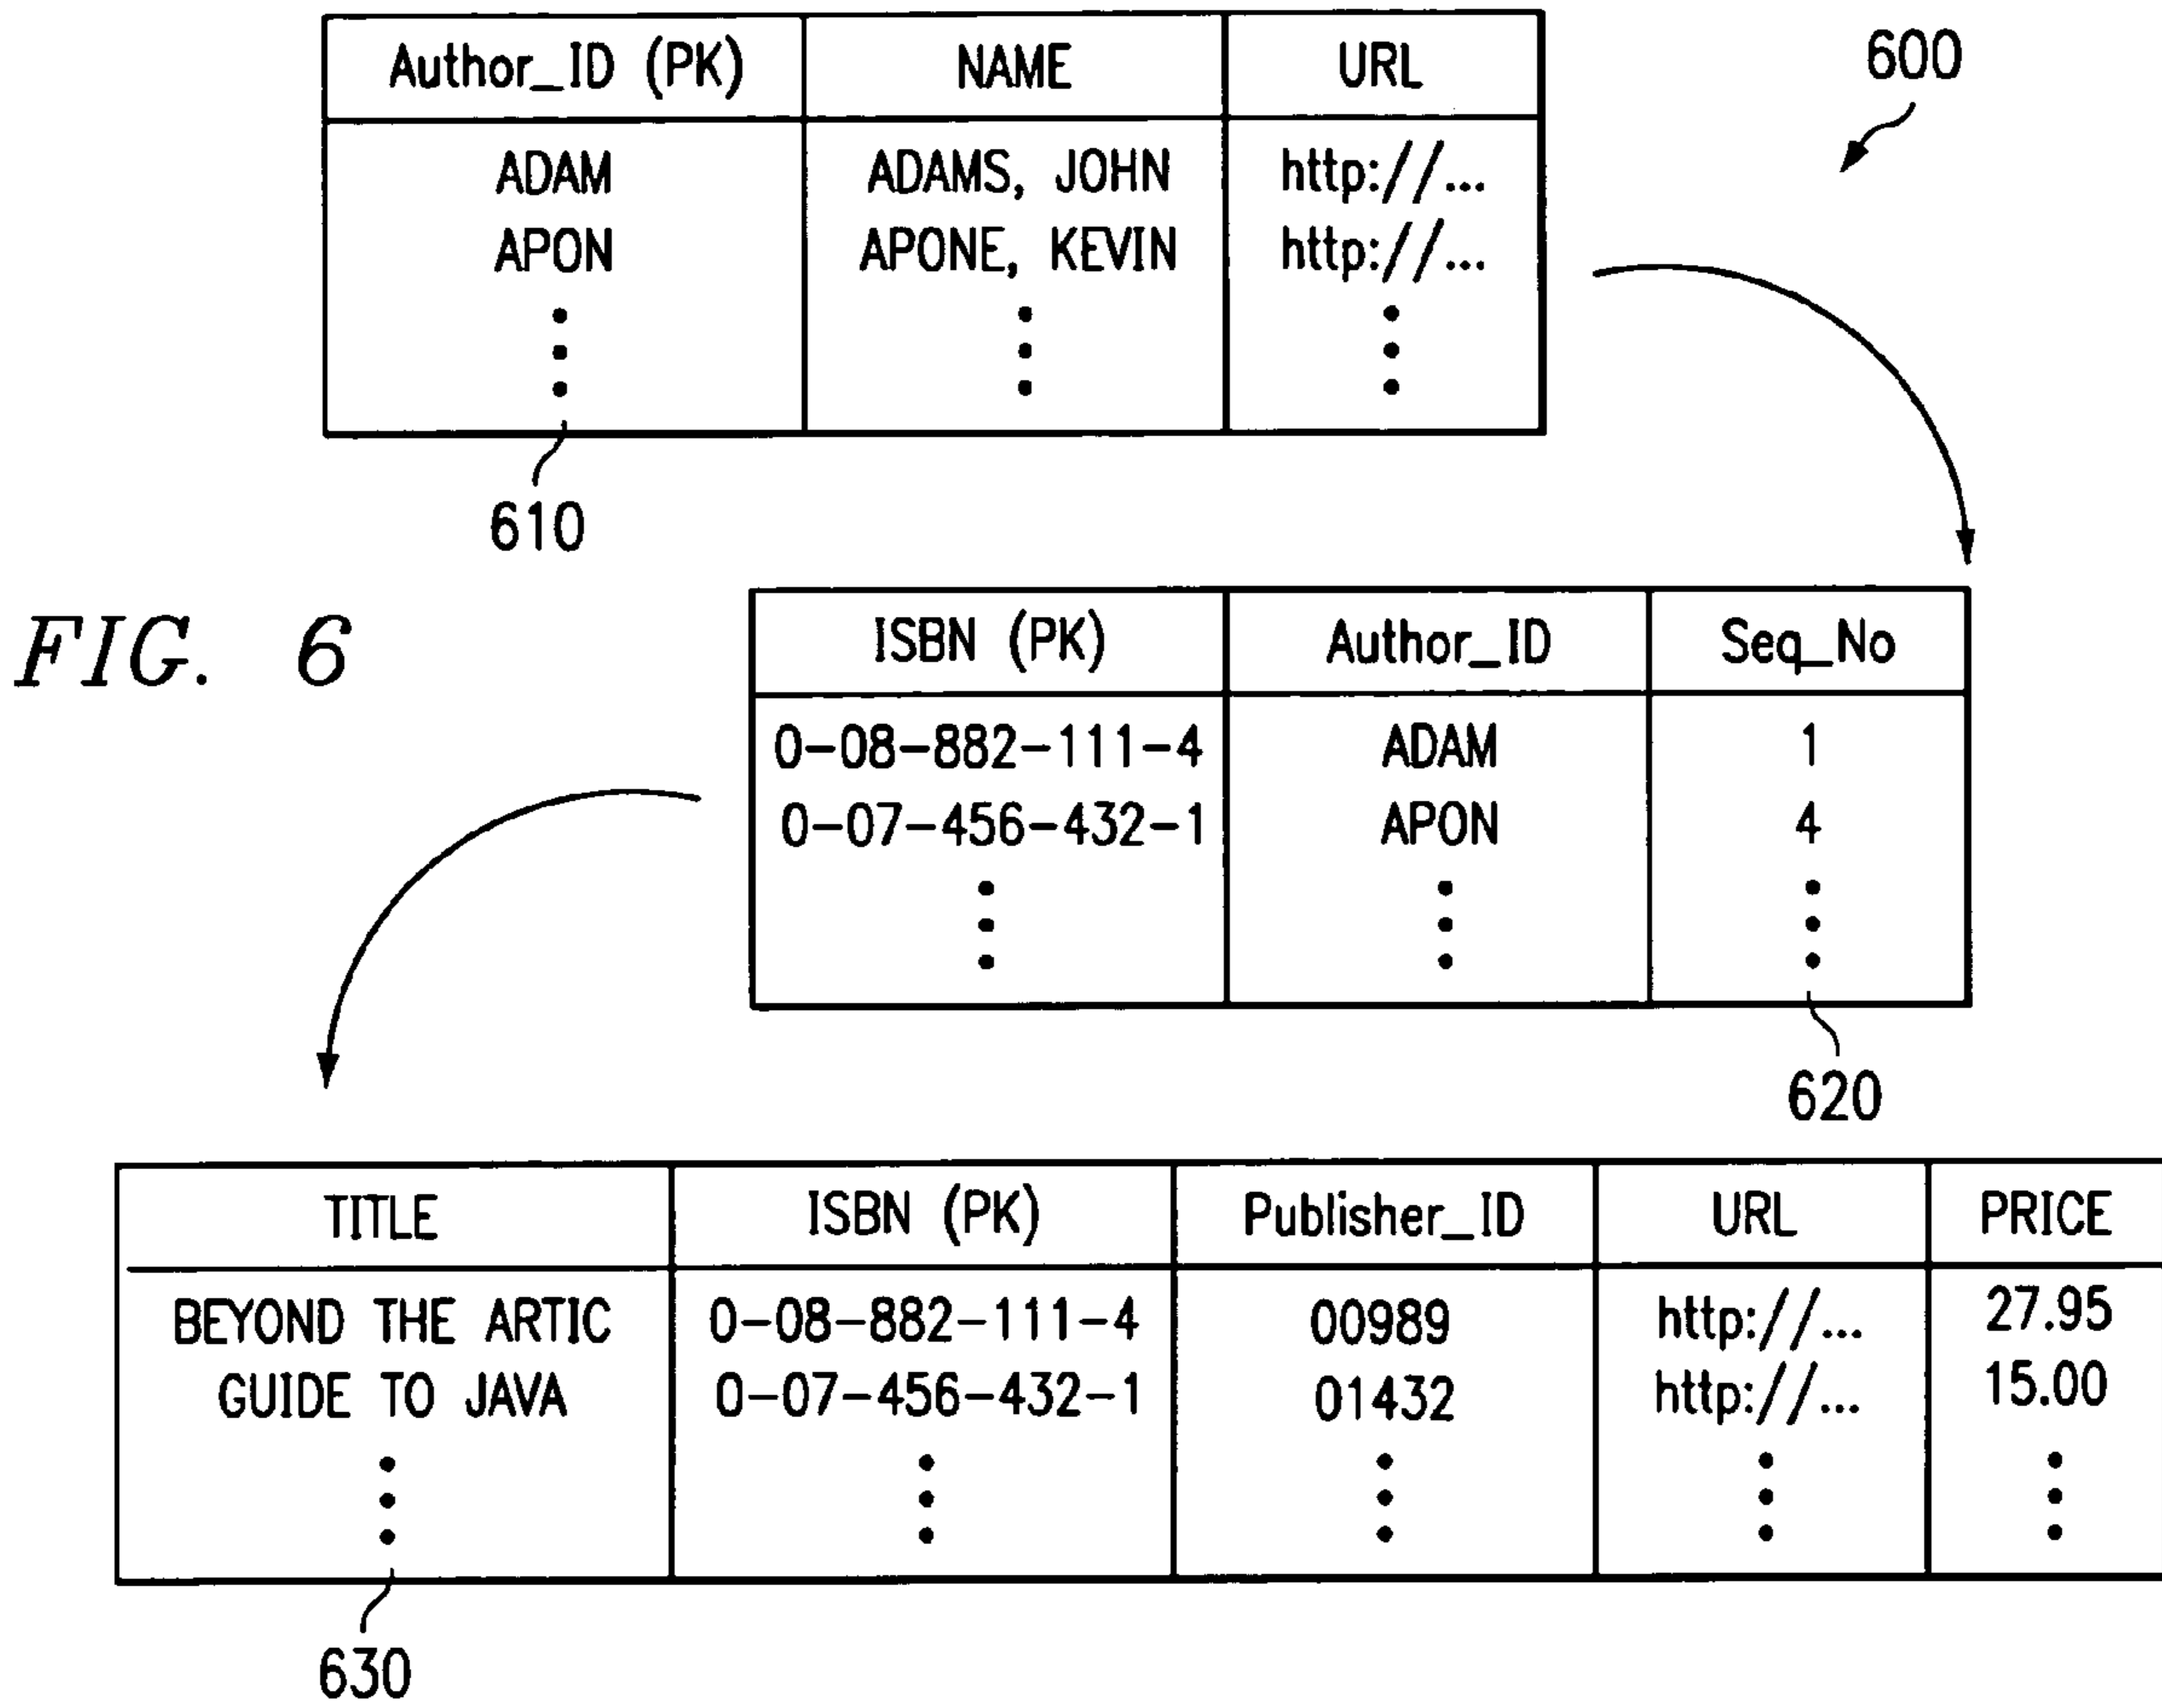 Author_ID (PK) NAME URL
600
ADAM ADAMS, JOHN http://...
APON APONE, KEVIN http://...
610
FIG. 6
ISBN (PK) Author_ID Seq_No
0-08-882-111-4 ADAM 1
0-07-456-432-1 APON 4
620
TITLE ISBN (PK) Publisher_ID URL PRICE
BEYOND THE ARTIC 0-08-882-111-4 00989 http://... 27.95
GUIDE TO JAVA 0-07-456-432-1 01432 http://... 15.00
630